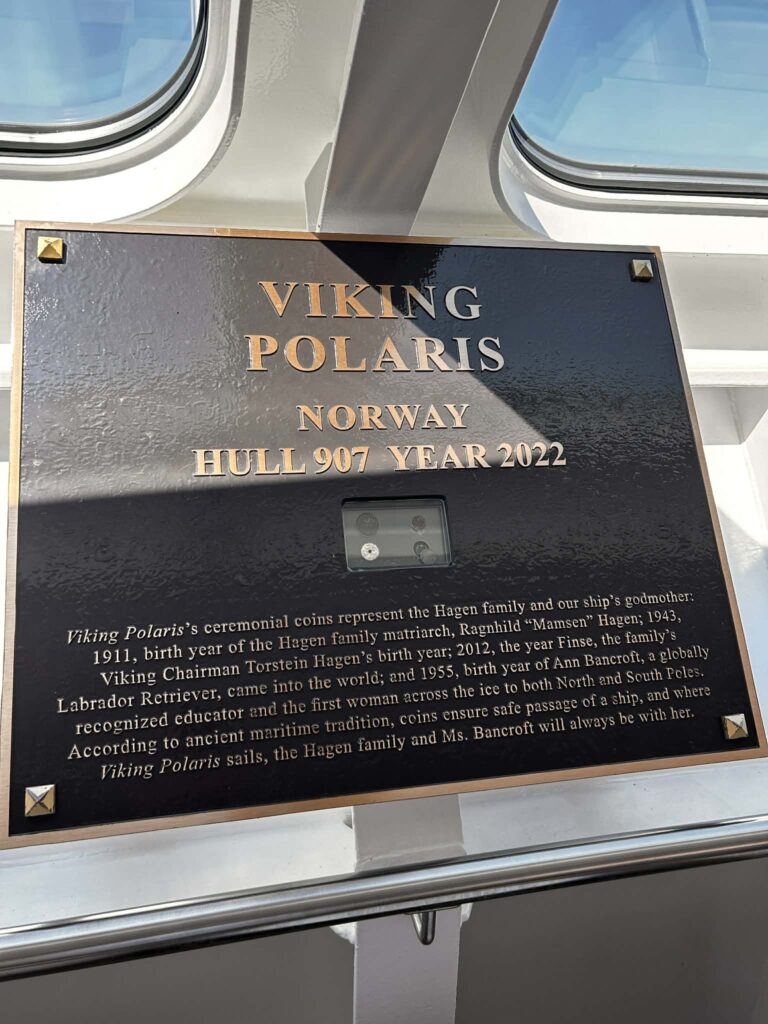 VIKING
POLARIS
NORWAY
HULL 907 YEAR 2022
Viking Polaris's ceremonial coins represent the Hagen family and our ship's godmother:
1911, birth year of the Hagen family matriarch, Ragnhild "Mamsen" Hagen; 1943,
Viking Chairman Torstein Hagen's birth year; 2012, the year Finse, the family's
Labrador Retriever, came into the world; and 1955, birth year of Ann Bancroft, a globally
recognized educator and the first woman across the ice to both North and South Poles.
According to ancient maritime tradition, coins ensure safe passage of a ship, and where
Viking Polaris sails, the Hagen family and Ms. Bancroft will always be with her.